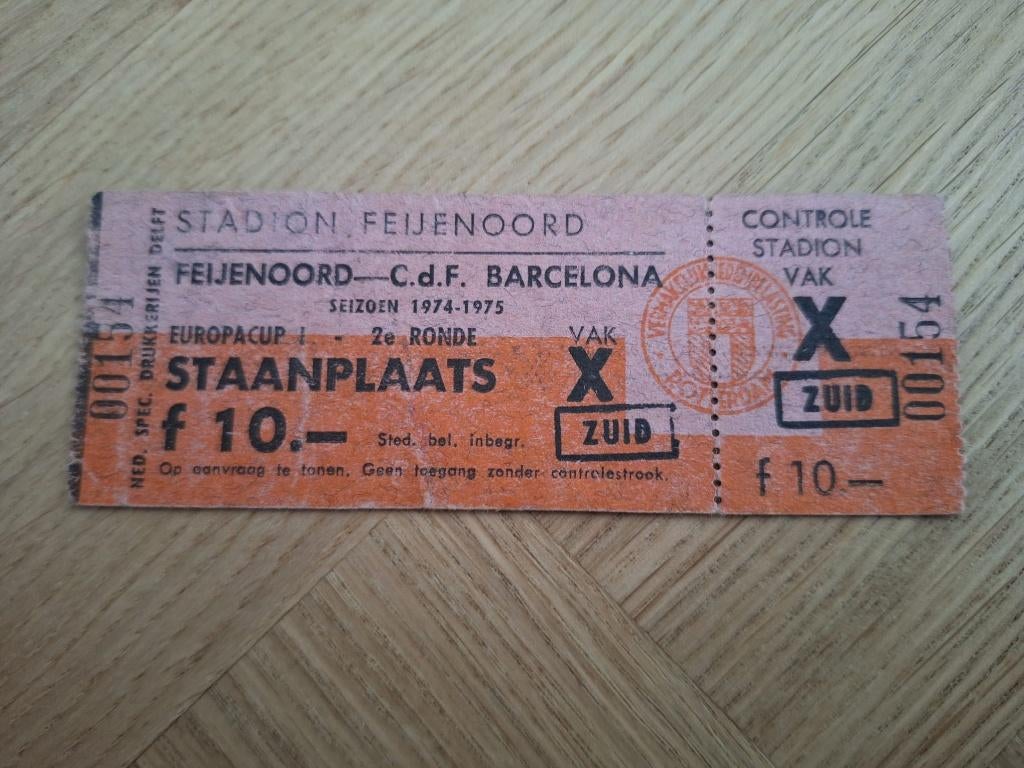 NED. SPEC. DRUKKERIJEN DELFT
00154
STADION FEIJENOORD
FEIJENOORD—C.d.F. BARCELONA
SEIZOEN 1974-1975
EUROPACUP I - 2e RONDE
STAANPLAATS
f 10.—
Sted. bel. inbegr.
VAK
X
ZUID
Op aanvraag te tonen. Geen toegang zonder controlestrook.
ROTTERDAM
CONTROLE
STADION
VAK
X
ZUID
f 10.—
00154